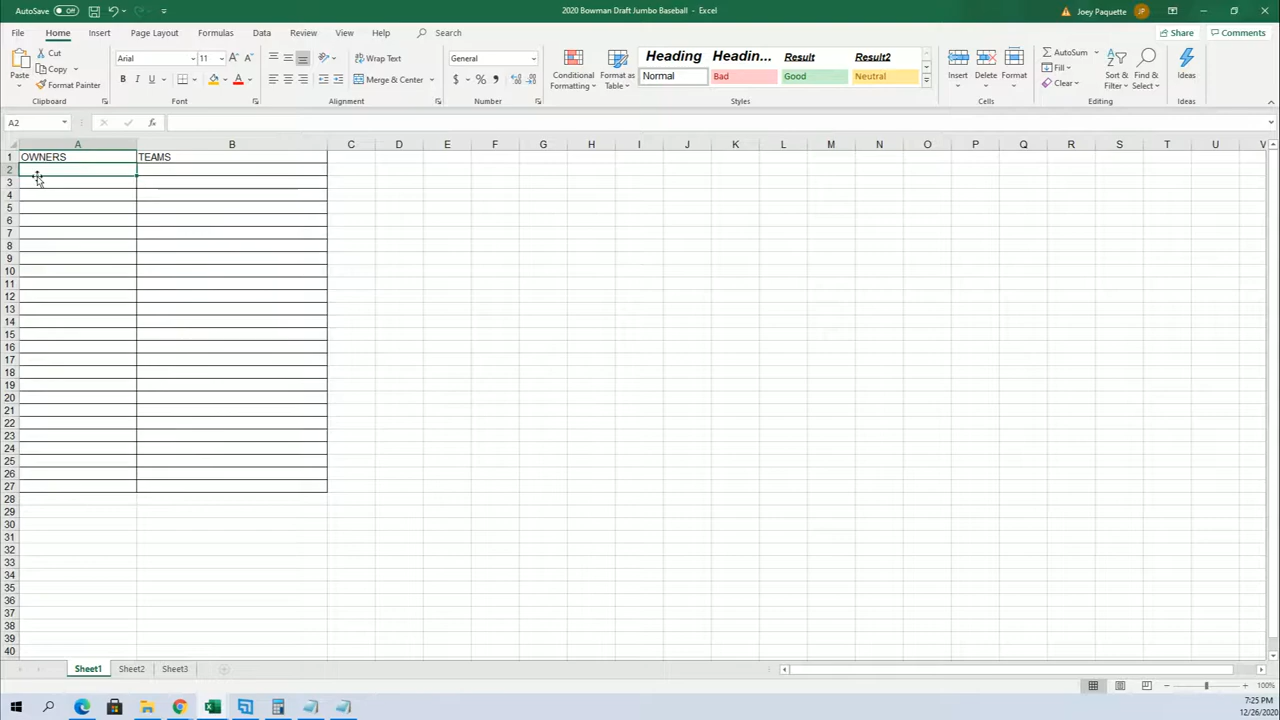 AutoSave Off 2020 Bowman Draft Jumbo Baseball - Excel Joey Paquette JP
File Home Insert Page Layout Formulas Data Review View Help Search Share Comments
Paste Cut Copy Format Painter Clipboard
Arial 11 B I U Font
Wrap Text Merge & Center Alignment
General $ % Number
Conditional Formatting Format as Table
Heading Headin... Result Result2
Normal Bad Good Neutral
Styles
Insert Delete Format Cells
AutoSum Fill Clear Sort & Filter Find & Select Editing
Ideas Ideas
A2 fx
A B C D E F G H I J K L M N O P Q R S T U V
1 OWNERS TEAMS
2
3
4
5
6
7
8
9
10
11
12
13
14
15
16
17
18
19
20
21
22
23
24
25
26
27
28
29
30
31
32
33
34
35
36
37
38
39
40
Sheet1 Sheet2 Sheet3
100%
7:25 PM
12/26/2020